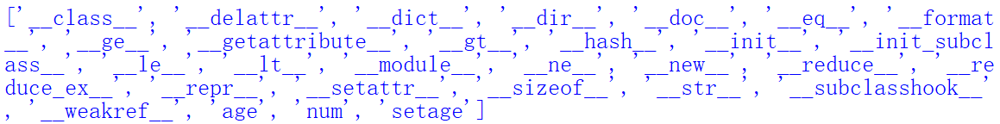 ['__class__', '__delattr__', '__dict__', '__dir__', '__doc__', '__eq__', '__format
__', '__ge__', '__getattribute__', '__gt__', '__hash__', '__init__', '__init_subcl
ass__', '__le__', '__lt__', '__module__', '__ne__', '__new__', '__reduce__', '__re
duce_ex__', '__repr__', '__setattr__', '__sizeof__', '__str__', '__subclasshook__'
, '__weakref__', 'age', 'num', 'setage']